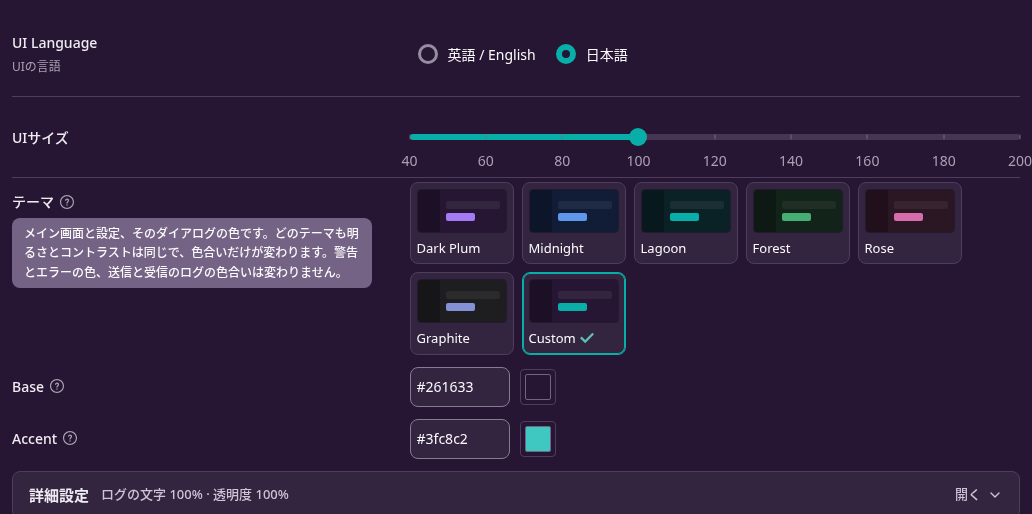 UI Language
UIの言語
英語 / English
日本語
UIサイズ
40 60 80 100 120 140 160 180 200
テーマ ?
メイン画面と設定、そのダイアログの色です。どのテーマも明
るさとコントラストは同じで、色合いだけが変わります。警告
とエラーの色、送信と受信のログの色合いは変わりません。
Dark Plum
Midnight
Lagoon
Forest
Rose
Graphite
Custom
Base ?
#261633
Accent ?
#3fc8c2
詳細設定 ログの文字 100% · 透明度 100%
開く